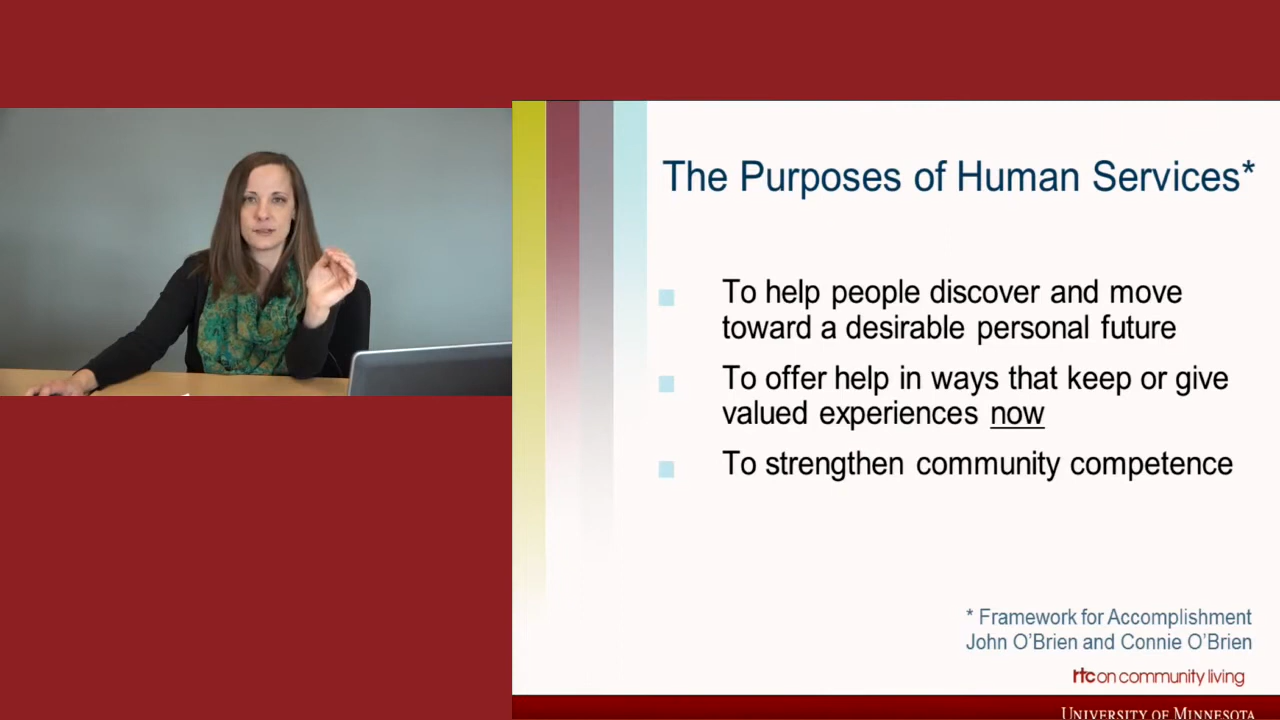 The Purposes of Human Services*
To help people discover and move
toward a desirable personal future
To offer help in ways that keep or give
valued experiences now
To strengthen community competence
* Framework for Accomplishment
John O'Brien and Connie O'Brien
rtc on community living
UNIVERSITY OF MINNESOTA